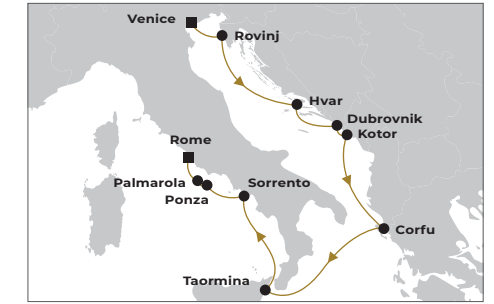 Venice
Rovinj
Hvar
Dubrovnik
Kotor
Rome
Palmarola
Sorrento
Ponza
Corfu
Taormina